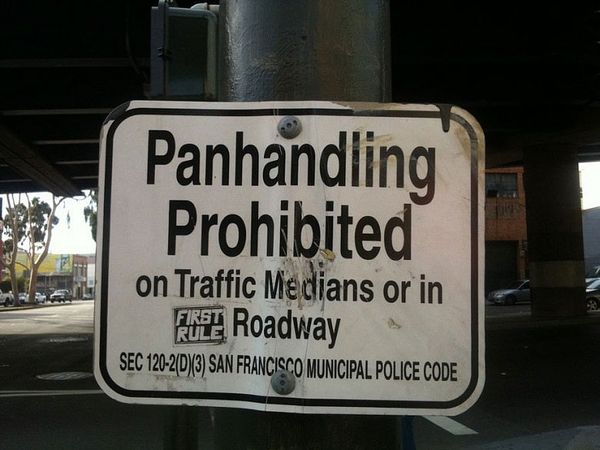 Panhandling
Prohibited
on Traffic Medians or in
FIRST
RULE
Roadway
SEC 120-2(D)(3) SAN FRANCISCO MUNICIPAL POLICE CODE